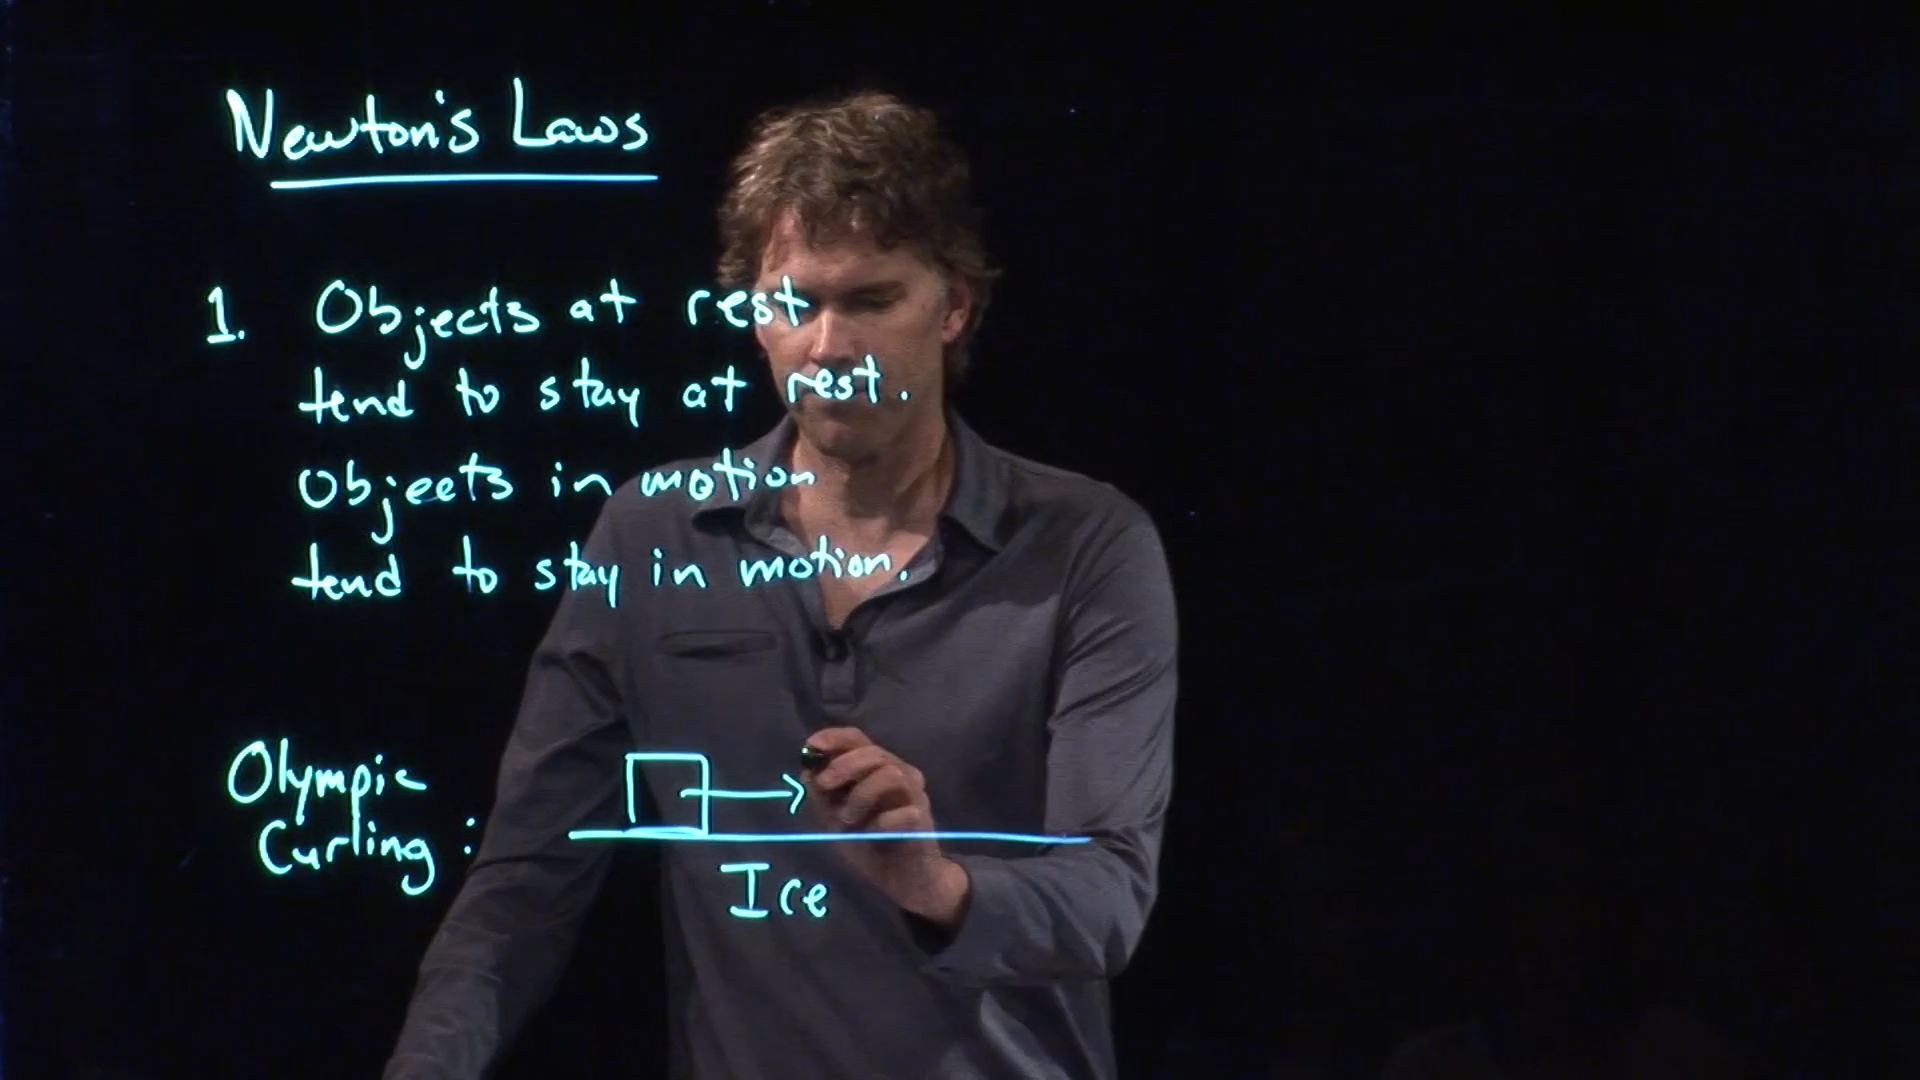 Newton's Laws
1. Objects at rest
tend to stay at rest.
Objects in motion
tend to stay in motion.
Olympic
Curling :
Ice